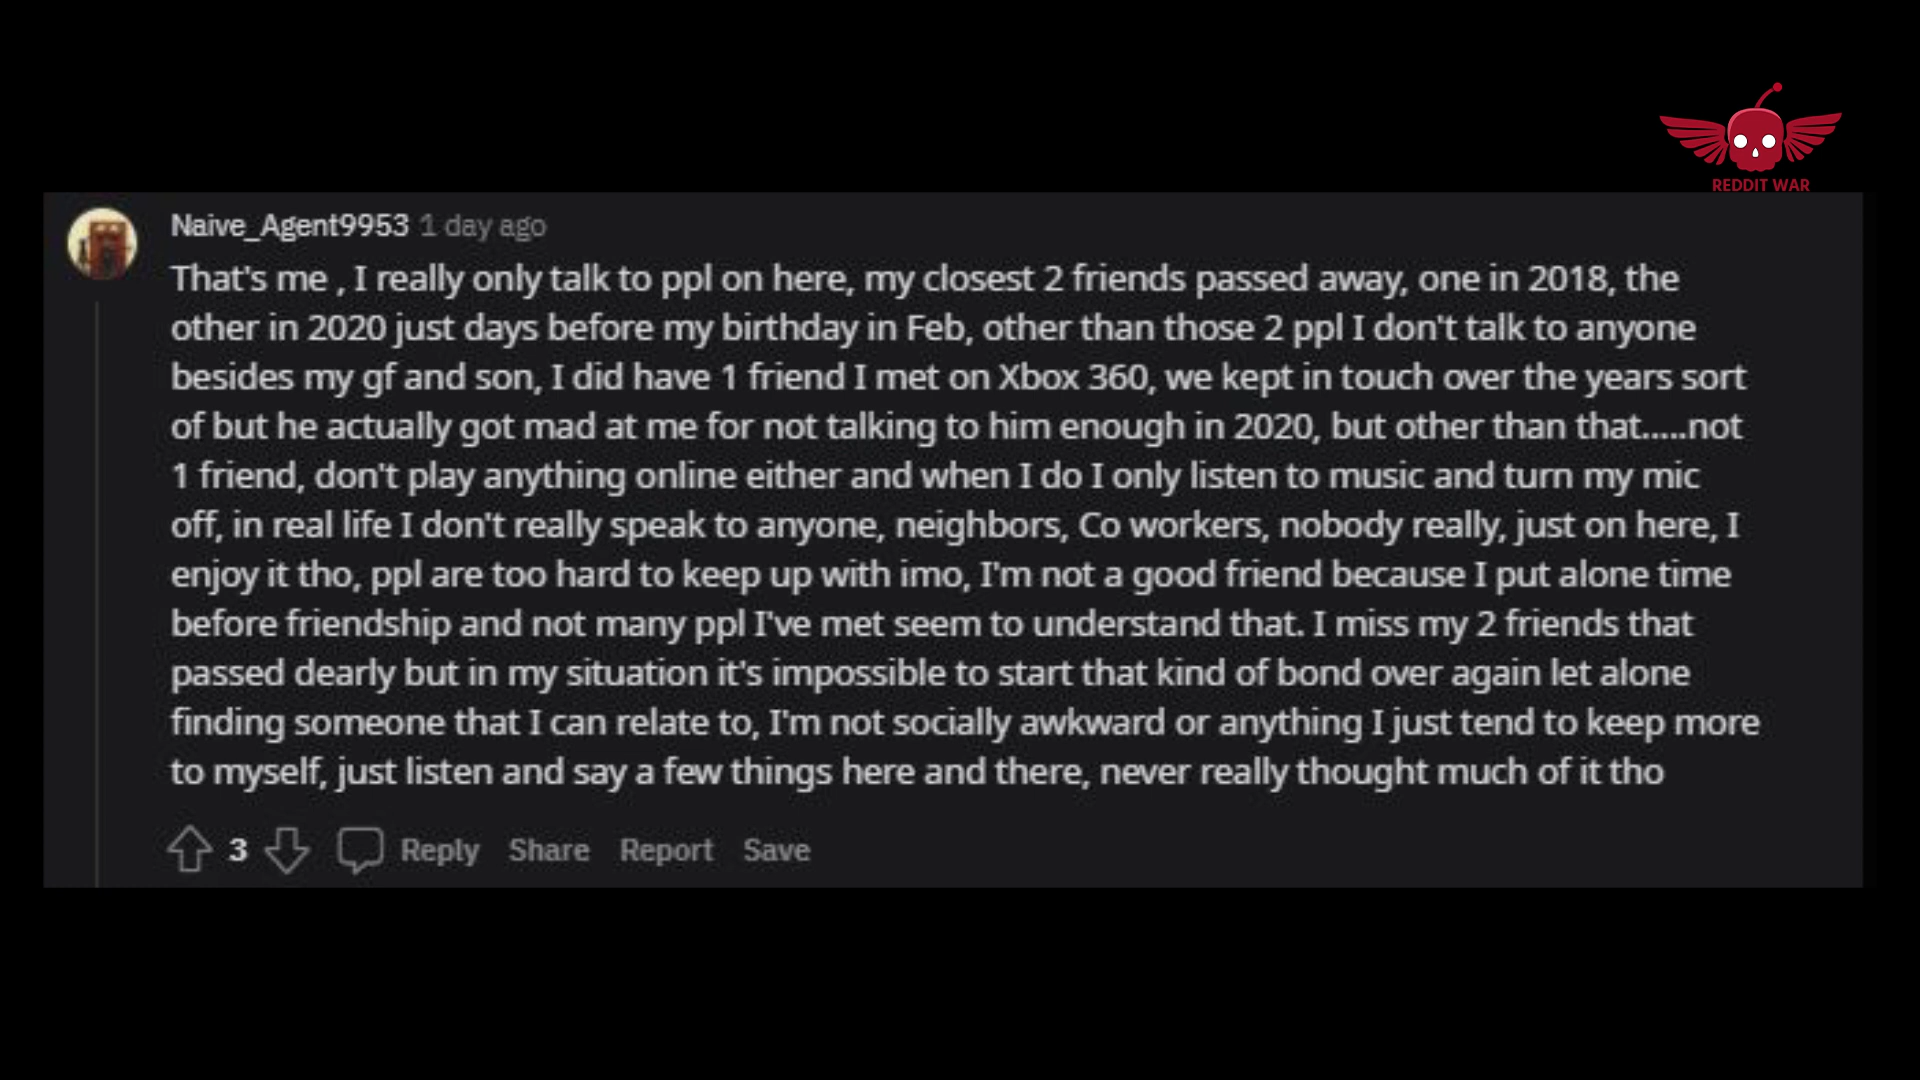 REDDIT WAR
Naive_Agent9953 1 day ago
That's me , I really only talk to ppl on here, my closest 2 friends passed away, one in 2018, the
other in 2020 just days before my birthday in Feb, other than those 2 ppl I don't talk to anyone
besides my gf and son, I did have 1 friend I met on Xbox 360, we kept in touch over the years sort
of but he actually got mad at me for not talking to him enough in 2020, but other than that.....not
1 friend, don't play anything online either and when I do I only listen to music and turn my mic
off, in real life I don't really speak to anyone, neighbors, Co workers, nobody really, just on here, I
enjoy it tho, ppl are too hard to keep up with imo, I'm not a good friend because I put alone time
before friendship and not many ppl I've met seem to understand that. I miss my 2 friends that
passed dearly but in my situation it's impossible to start that kind of bond over again let alone
finding someone that I can relate to, I'm not socially awkward or anything I just tend to keep more
to myself, just listen and say a few things here and there, never really thought much of it tho
3 Reply Share Report Save